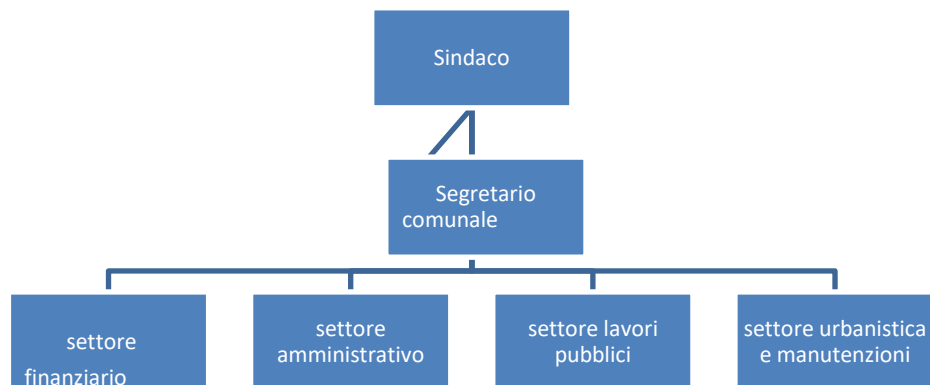 Sindaco
Segretario
comunale
settore
finanziario
settore
amministrativo
settore lavori
pubblici
settore urbanistica
e manutenzioni